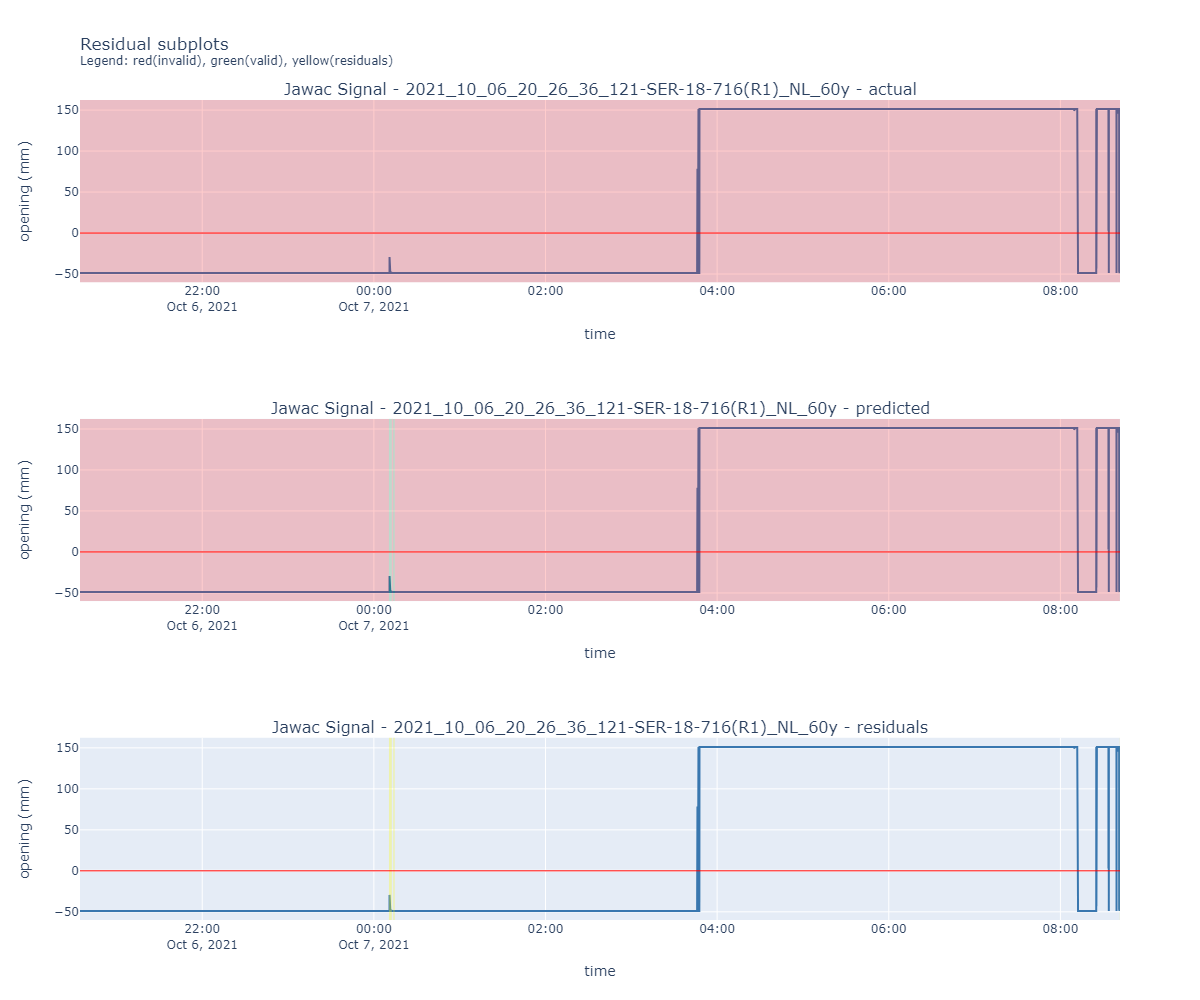 Residual subplots
Legend: red(invalid), green(valid), yellow(residuals)
Jawac Signal - 2021_10_06_20_26_36_121-SER-18-716(R1)_NL_60y - actual
150
100
50
0
−50
opening (mm)
22:00 00:00 02:00 04:00 06:00 08:00
Oct 6, 2021 Oct 7, 2021
time
Jawac Signal - 2021_10_06_20_26_36_121-SER-18-716(R1)_NL_60y - predicted
150
100
50
0
−50
opening (mm)
22:00 00:00 02:00 04:00 06:00 08:00
Oct 6, 2021 Oct 7, 2021
time
Jawac Signal - 2021_10_06_20_26_36_121-SER-18-716(R1)_NL_60y - residuals
150
100
50
0
−50
opening (mm)
22:00 00:00 02:00 04:00 06:00 08:00
Oct 6, 2021 Oct 7, 2021
time